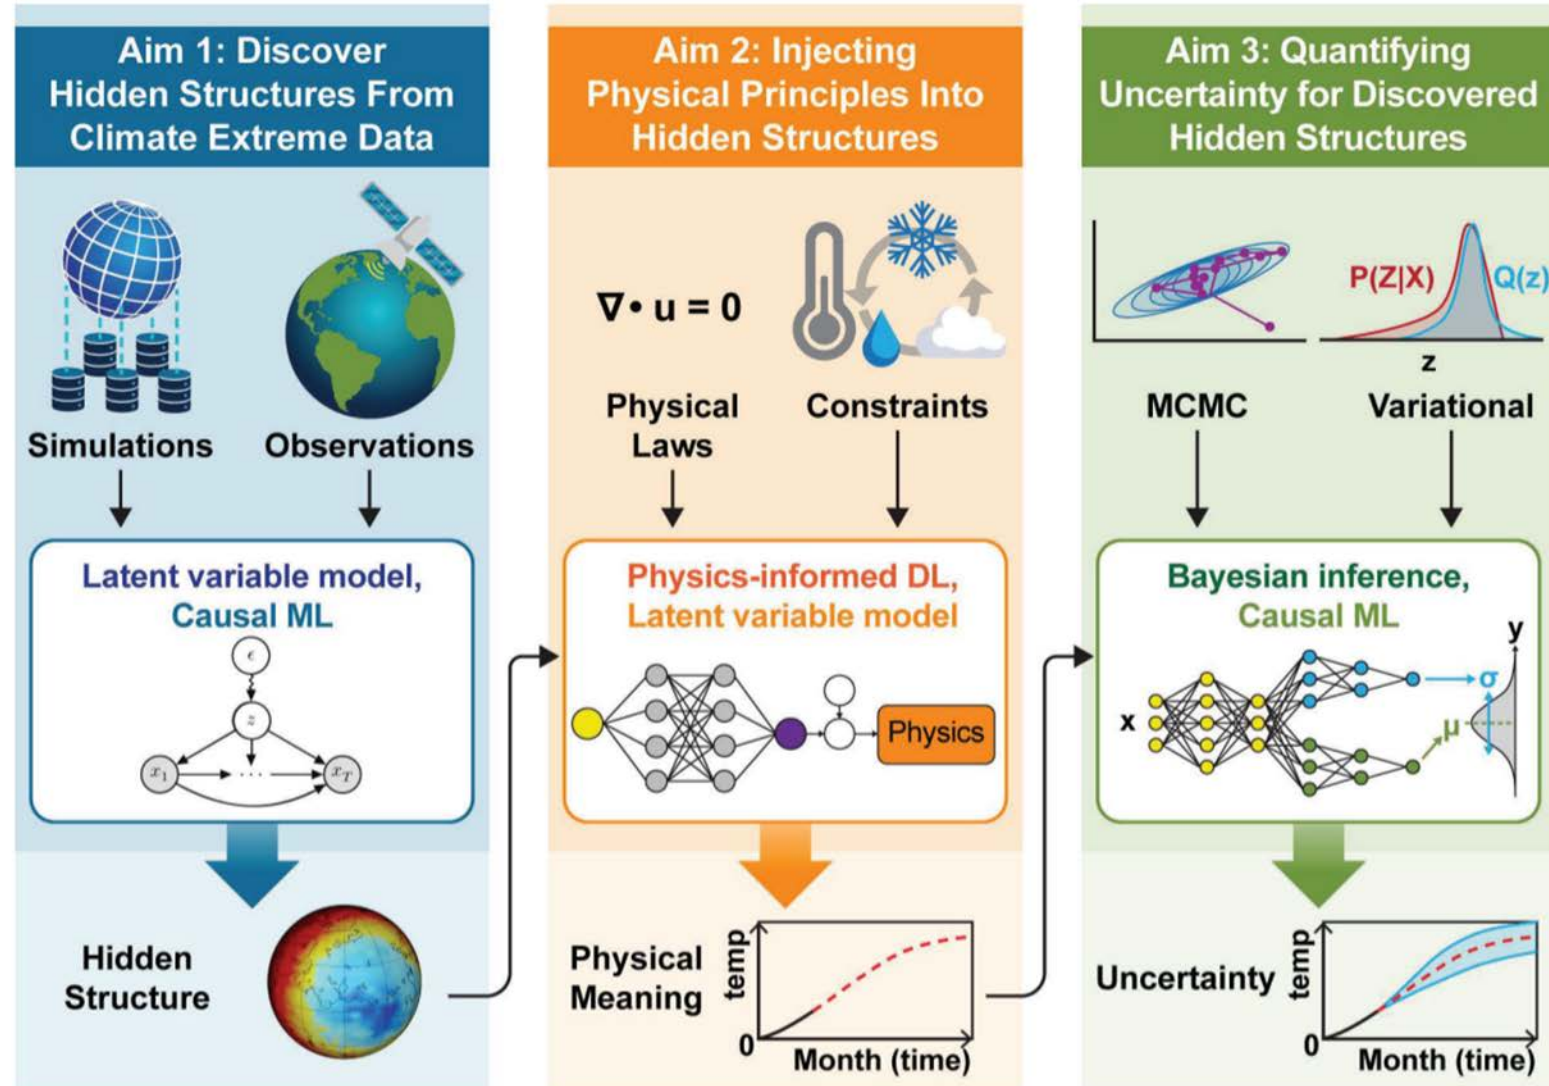 Aim 1: Discover
Hidden Structures From
Climate Extreme Data
Simulations
Observations
Latent variable model,
Causal ML
ϵ
z
x₁
...
x_T
Hidden
Structure
Aim 2: Injecting
Physical Principles Into
Hidden Structures
∇• u = 0
Physical
Laws
Constraints
Physics-informed DL,
Latent variable model
Physics
Physical
Meaning
temp
0
Month (time)
Aim 3: Quantifying
Uncertainty for Discovered
Hidden Structures
P(Z|X)
Q(z)
z
MCMC
Variational
Bayesian inference,
Causal ML
y
x
σ
μ
Uncertainty
temp
0
Month (time)